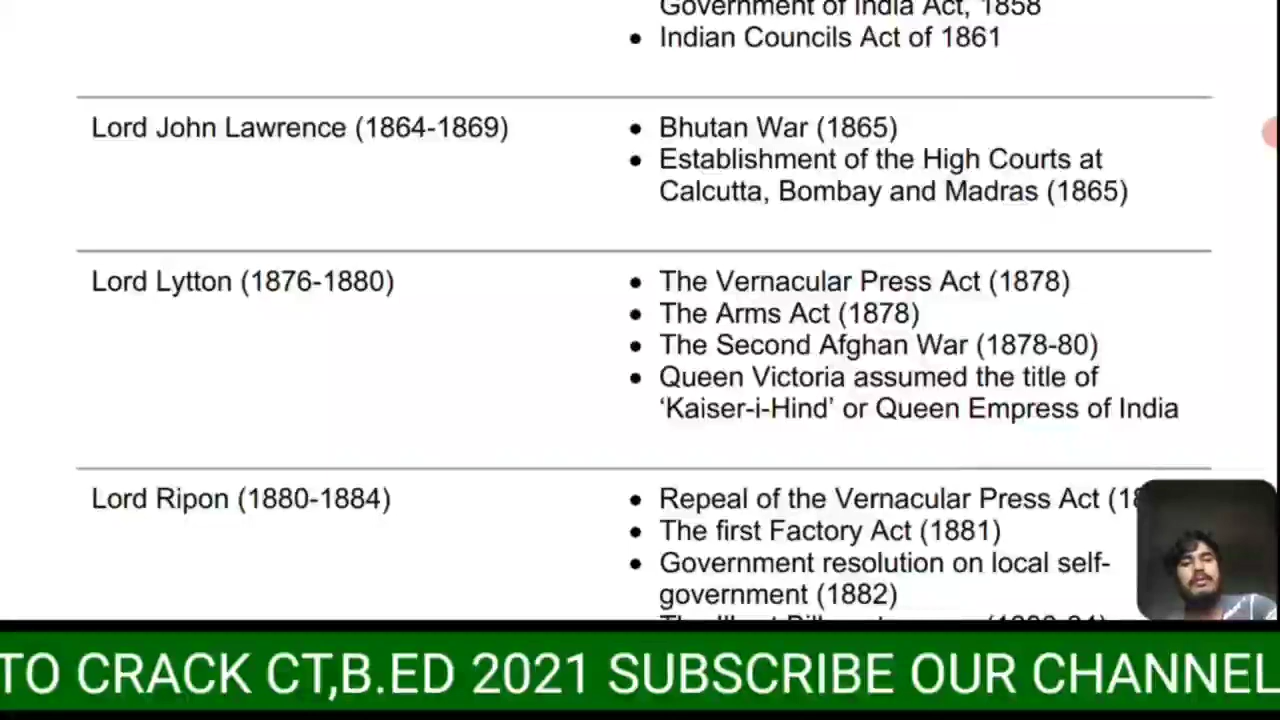 Government of India Act, 1858
• Indian Councils Act of 1861
Lord John Lawrence (1864-1869)
• Bhutan War (1865)
• Establishment of the High Courts at
Calcutta, Bombay and Madras (1865)
Lord Lytton (1876-1880)
• The Vernacular Press Act (1878)
• The Arms Act (1878)
• The Second Afghan War (1878-80)
• Queen Victoria assumed the title of
‘Kaiser-i-Hind’ or Queen Empress of India
Lord Ripon (1880-1884)
• Repeal of the Vernacular Press Act
• The first Factory Act (1881)
• Government resolution on local self-
government (1882)
TO CRACK CT,B.ED 2021 SUBSCRIBE OUR CHANNEL